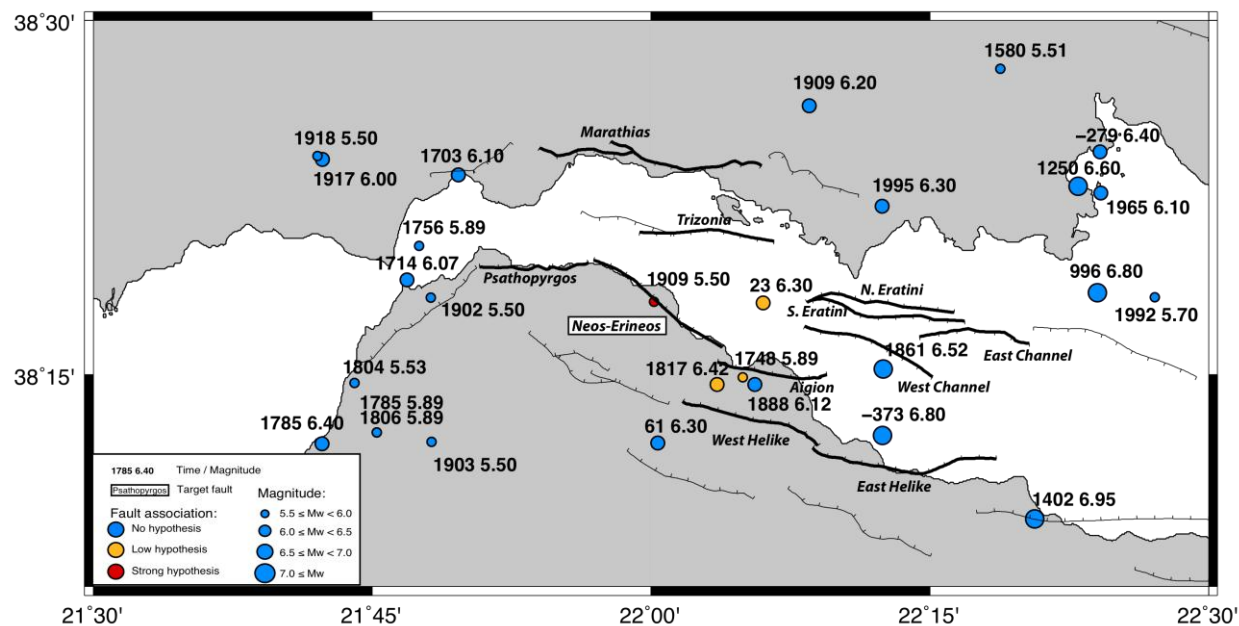 38˚30'
1580 5.51
1909 6.20
−279 6.40
1918 5.50
Marathias
1703 6.10
1250 6.60
1917 6.00
1995 6.30
1965 6.10
1756 5.89
Trizonia
1714 6.07
996 6.80
Psathopyrgos
1909 5.50
23 6.30
N. Eratini
S. Eratini
1902 5.50
1992 5.70
Neos-Erineos
1861 6.52
East Channel
38˚15'
1804 5.53
1817 6.42
1748 5.89
Aigion
West Channel
1785 5.89
1888 6.12
1806 5.89
1785 6.40
61 6.30
−373 6.80
West Helike
1903 5.50
East Helike
1402 6.95
1785 6.40 Time / Magnitude
Psathopyrgos Target fault
Fault association:
No hypothesis
Low hypothesis
Strong hypothesis
Magnitude:
5.5 ≤ Mw < 6.0
6.0 ≤ Mw < 6.5
6.5 ≤ Mw < 7.0
7.0 ≤ Mw
21˚30'
21˚45'
22˚00'
22˚15'
22˚30'